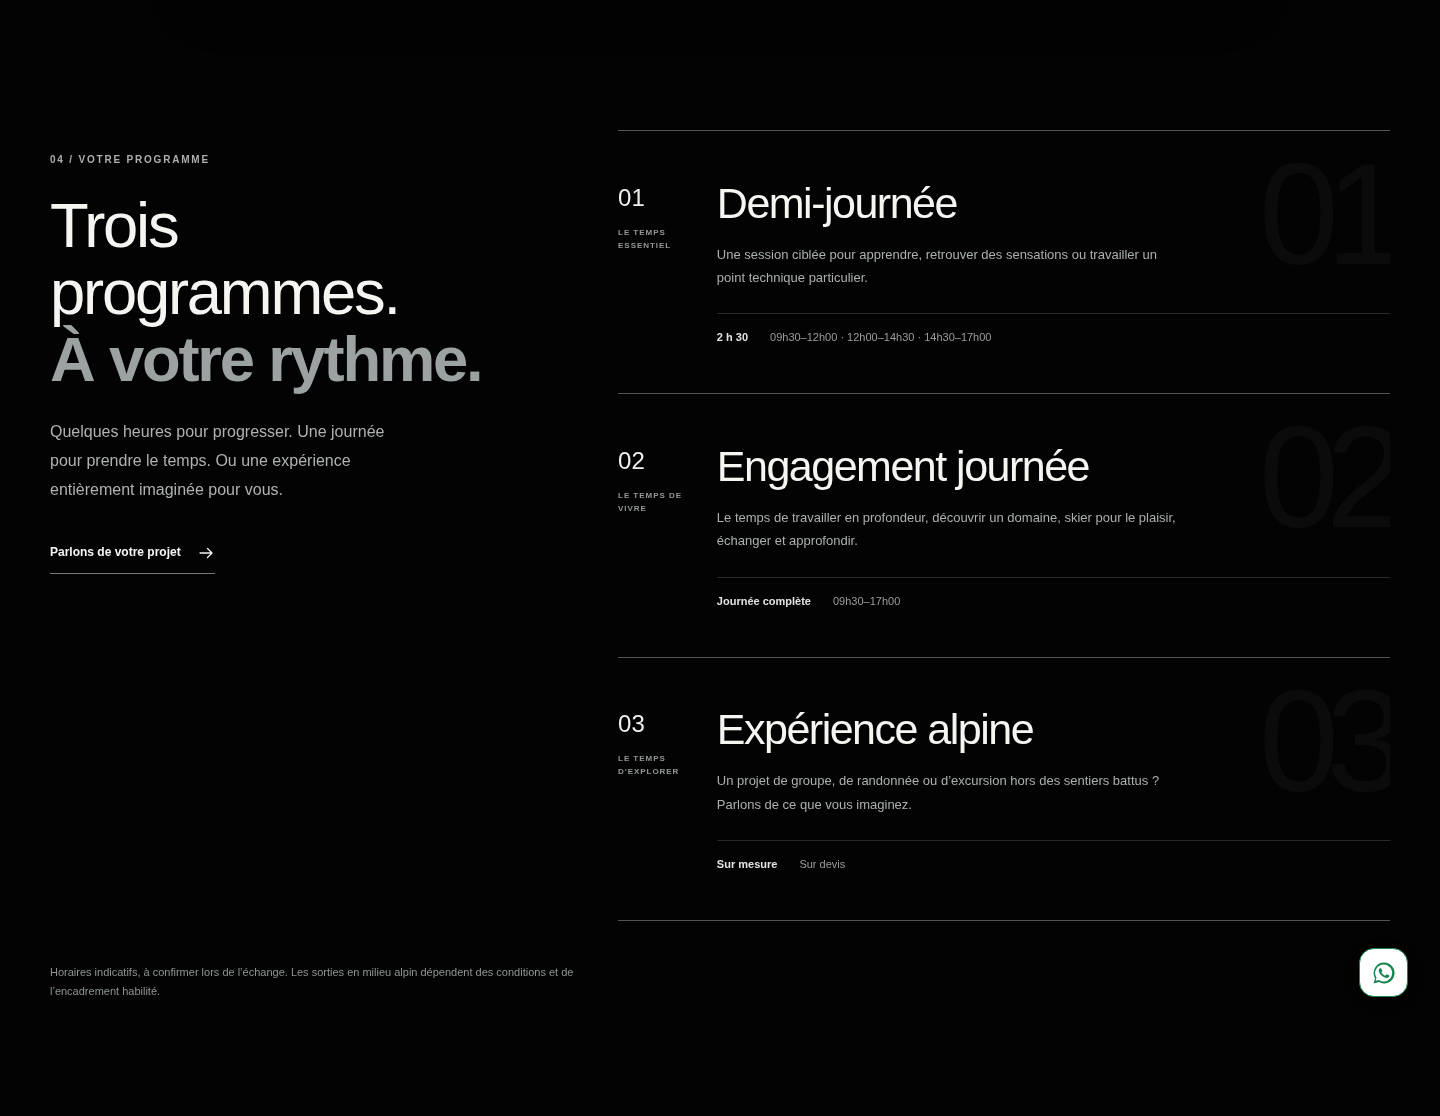 04 / VOTRE PROGRAMME
Trois
programmes.
À votre rythme.
Quelques heures pour progresser. Une journée
pour prendre le temps. Ou une expérience
entièrement imaginée pour vous.
Parlons de votre projet
01
LE TEMPS
ESSENTIEL
Demi-journée
Une session ciblée pour apprendre, retrouver des sensations ou travailler un
point technique particulier.
2 h 30 09h30–12h00 · 12h00–14h30 · 14h30–17h00
01
02
LE TEMPS DE
VIVRE
Engagement journée
Le temps de travailler en profondeur, découvrir un domaine, skier pour le plaisir,
échanger et approfondir.
Journée complète 09h30–17h00
02
03
LE TEMPS
D’EXPLORER
Expérience alpine
Un projet de groupe, de randonnée ou d’excursion hors des sentiers battus ?
Parlons de ce que vous imaginez.
Sur mesure Sur devis
03
Horaires indicatifs, à confirmer lors de l’échange. Les sorties en milieu alpin dépendent des conditions et de
l’encadrement habilité.